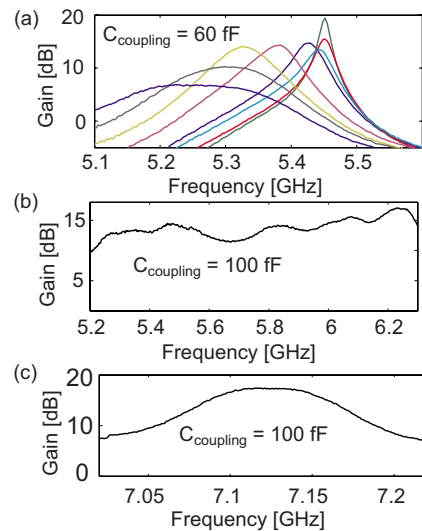 (a)
C_coupling = 60 fF
Gain [dB]
20
10
0
5.1 5.2 5.3 5.4 5.5
Frequency [GHz]
(b)
C_coupling = 100 fF
Gain [dB]
15
5
5.2 5.4 5.6 5.8 6 6.2
Frequency [GHz]
(c)
C_coupling = 100 fF
Gain [dB]
20
10
0
7.05 7.1 7.15 7.2
Frequency [GHz]